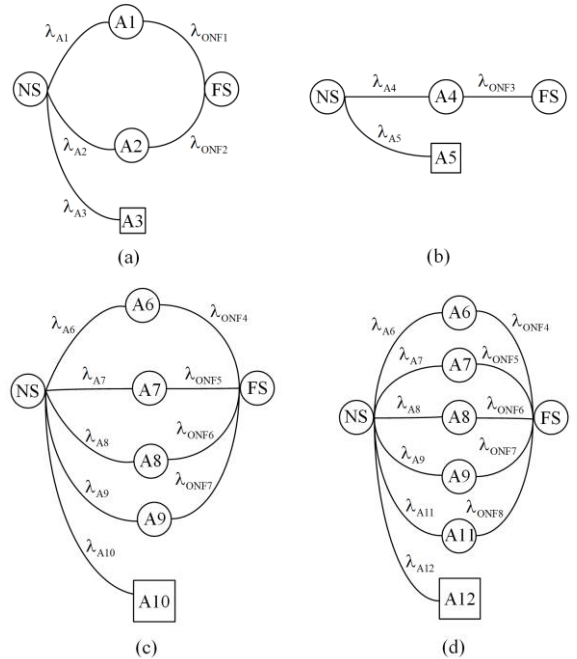 A1
λA1
λONF1
NS
FS
λA2
A2
λONF2
λA3
A3
(a)
NS
λA4
A4
λONF3
FS
λA5
A5
(b)
A6
λA6
λONF4
NS
λA7
A7
λONF5
FS
λA8
A8
λONF6
λA9
A9
λONF7
λA10
A10
(c)
A6
λA6
λONF4
λA7
A7
λONF5
NS
λA8
A8
λONF6
FS
λA9
A9
λONF7
λA11
A11
λONF8
λA12
A12
(d)